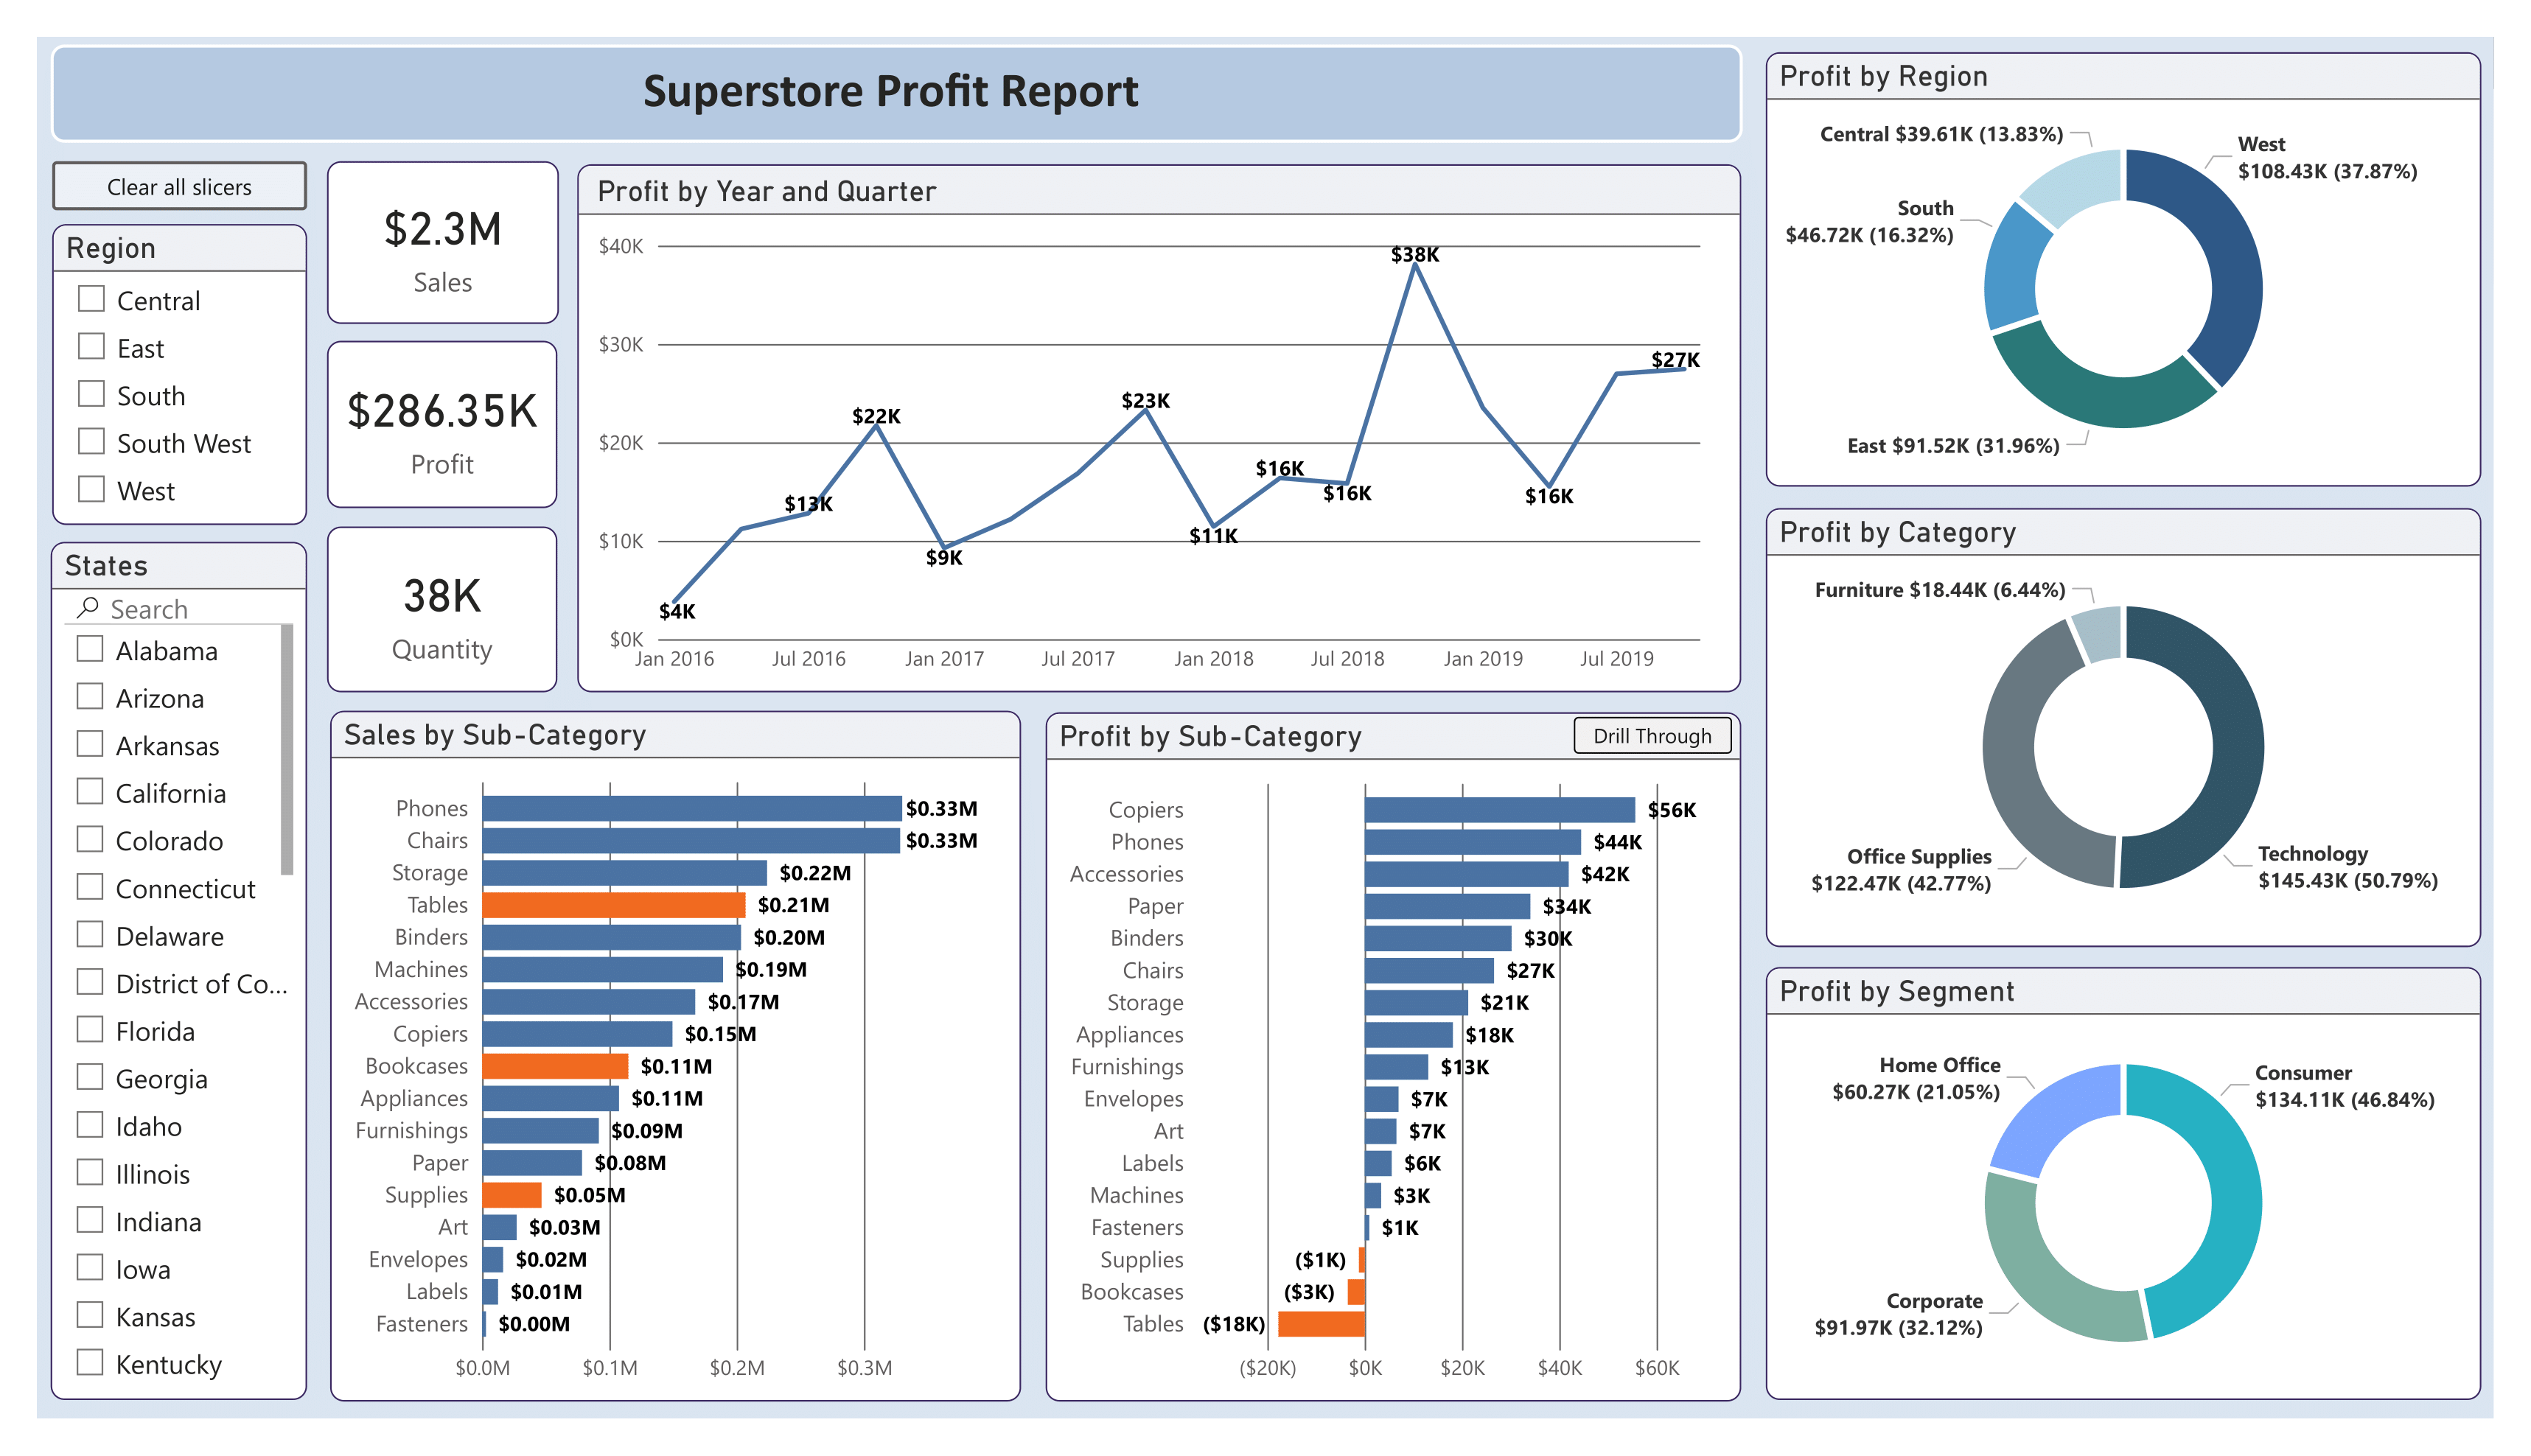 Superstore Profit Report
Clear all slicers
Region
Central
East
South
South West
West
States
Search
Alabama
Arizona
Arkansas
California
Colorado
Connecticut
Delaware
District of Co...
Florida
Georgia
Idaho
Illinois
Indiana
Iowa
Kansas
Kentucky
$2.3M
Sales
$286.35K
Profit
38K
Quantity
Profit by Year and Quarter
$40K
$30K
$20K
$10K
$0K
$4K
$13K
$22K
$9K
$23K
$11K
$16K
$16K
$38K
$16K
$27K
Jan 2016 Jul 2016 Jan 2017 Jul 2017 Jan 2018 Jul 2018 Jan 2019 Jul 2019
Sales by Sub-Category
Phones $0.33M
Chairs $0.33M
Storage $0.22M
Tables $0.21M
Binders $0.20M
Machines $0.19M
Accessories $0.17M
Copiers $0.15M
Bookcases $0.11M
Appliances $0.11M
Furnishings $0.09M
Paper $0.08M
Supplies $0.05M
Art $0.03M
Envelopes $0.02M
Labels $0.01M
Fasteners $0.00M
$0.0M $0.1M $0.2M $0.3M
Profit by Sub-Category
Drill Through
Copiers $56K
Phones $44K
Accessories $42K
Paper $34K
Binders $30K
Chairs $27K
Storage $21K
Appliances $18K
Furnishings $13K
Envelopes $7K
Art $7K
Labels $6K
Machines $3K
Fasteners $1K
Supplies ($1K)
Bookcases ($3K)
Tables ($18K)
($20K) $0K $20K $40K $60K
Profit by Region
Central $39.61K (13.83%)
West
$108.43K (37.87%)
South
$46.72K (16.32%)
East $91.52K (31.96%)
Profit by Category
Furniture $18.44K (6.44%)
Office Supplies
$122.47K (42.77%)
Technology
$145.43K (50.79%)
Profit by Segment
Home Office
$60.27K (21.05%)
Consumer
$134.11K (46.84%)
Corporate
$91.97K (32.12%)